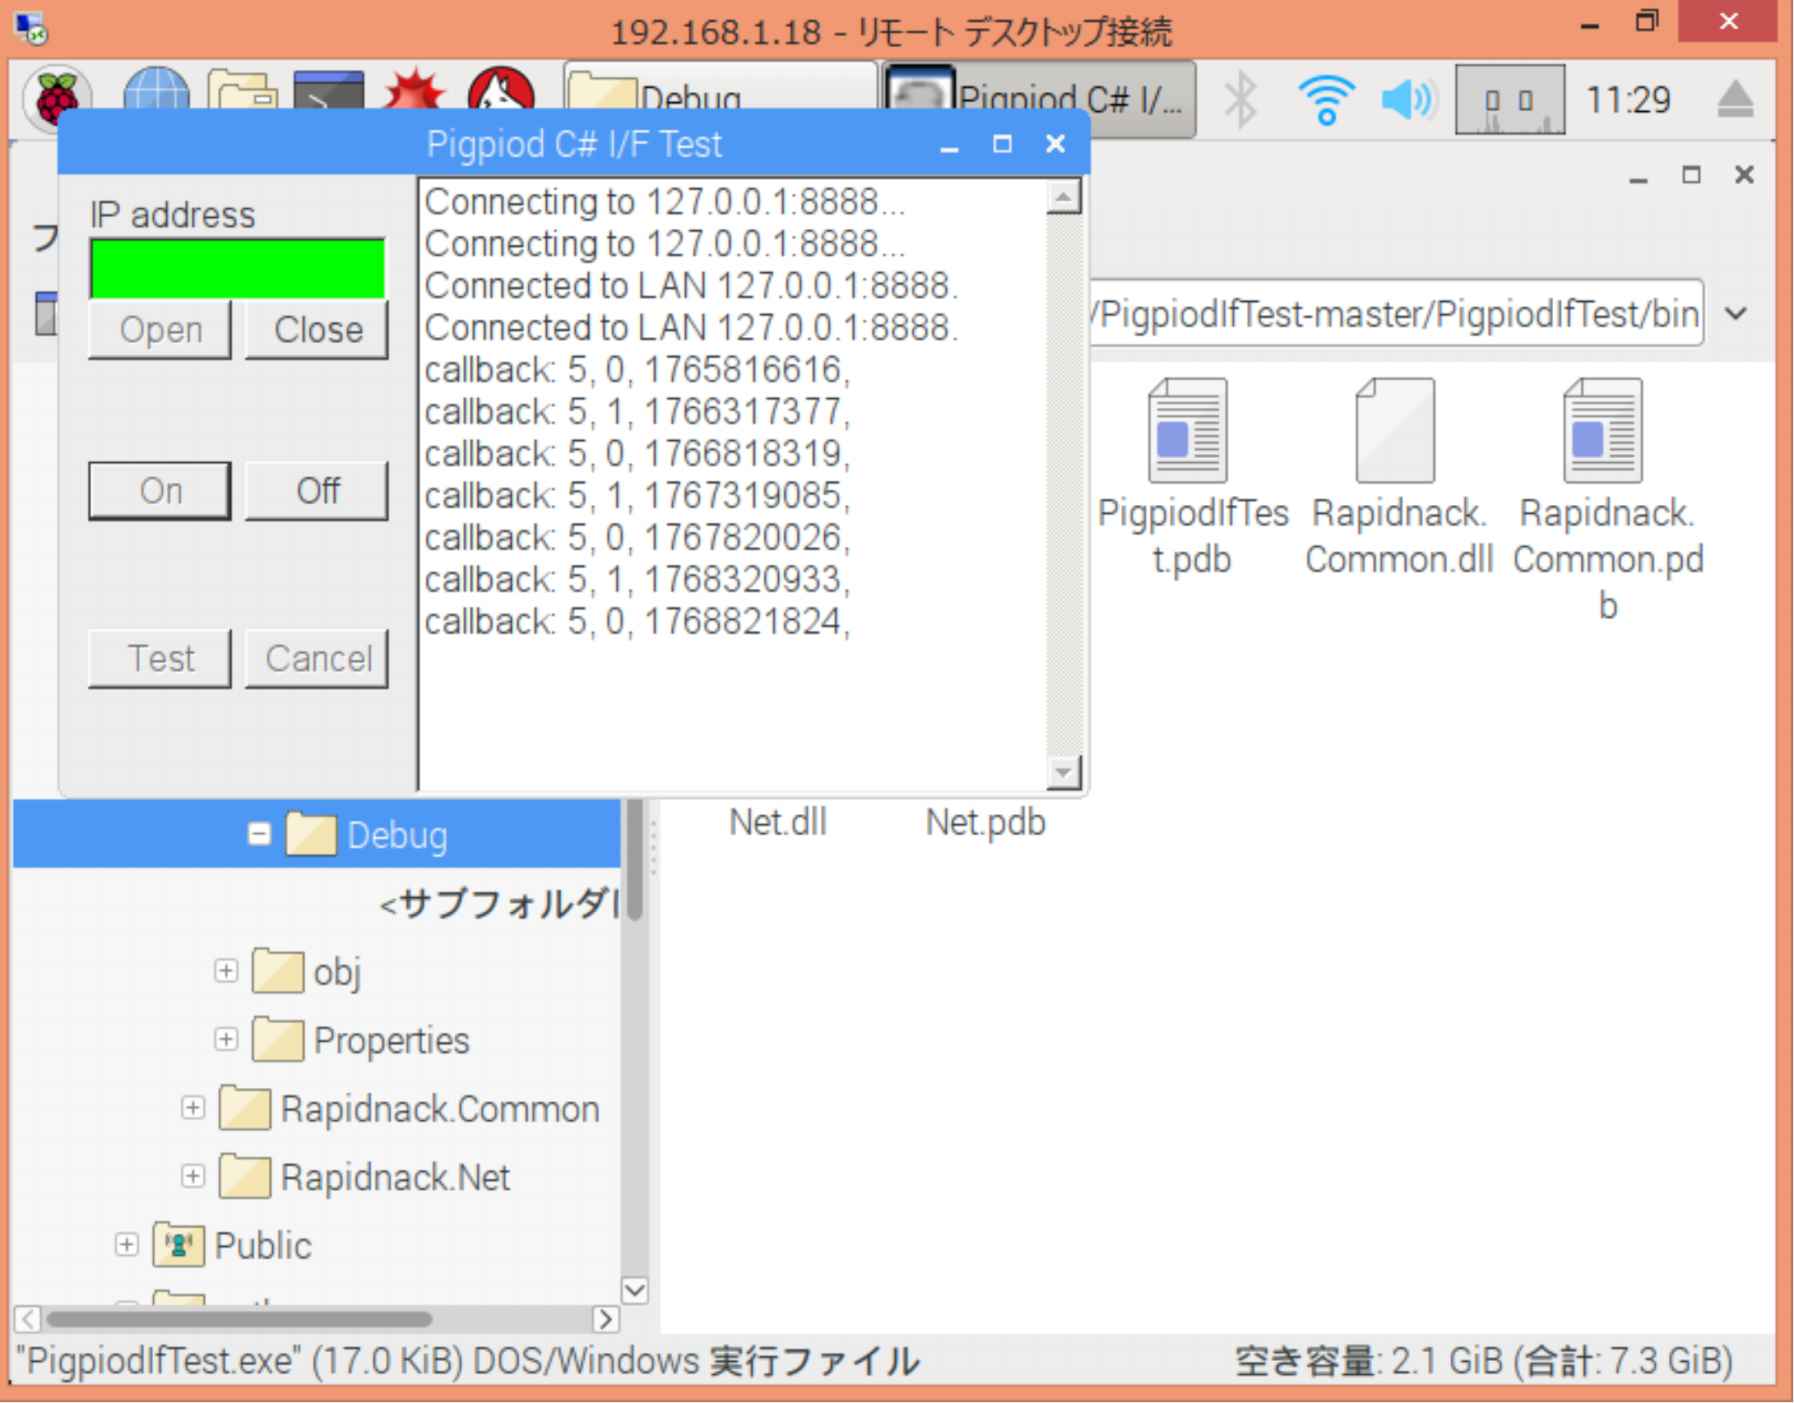 192.168.1.18 - リモート デスクトップ接続
Debug
Pigpiod C# I/...
11:29
Pigpiod C# I/F Test
IP address
Open
Close
On
Off
Test
Cancel
Connecting to 127.0.0.1:8888...
Connecting to 127.0.0.1:8888...
Connected to LAN 127.0.0.1:8888.
Connected to LAN 127.0.0.1:8888.
callback: 5, 0, 1765816616,
callback: 5, 1, 1766317377,
callback: 5, 0, 1766818319,
callback: 5, 1, 1767319085,
callback: 5, 0, 1767820026,
callback: 5, 1, 1768320933,
callback: 5, 0, 1768821824,
フ
/PigpiodIfTest-master/PigpiodIfTest/bin
PigpiodIfTes
t.pdb
Rapidnack.
Common.dll
Rapidnack.
Common.pd
b
Net.dll
Net.pdb
Debug
<サブフォルダ
obj
Properties
Rapidnack.Common
Rapidnack.Net
Public
"PigpiodIfTest.exe" (17.0 KiB) DOS/Windows 実行ファイル
空き容量: 2.1 GiB (合計: 7.3 GiB)